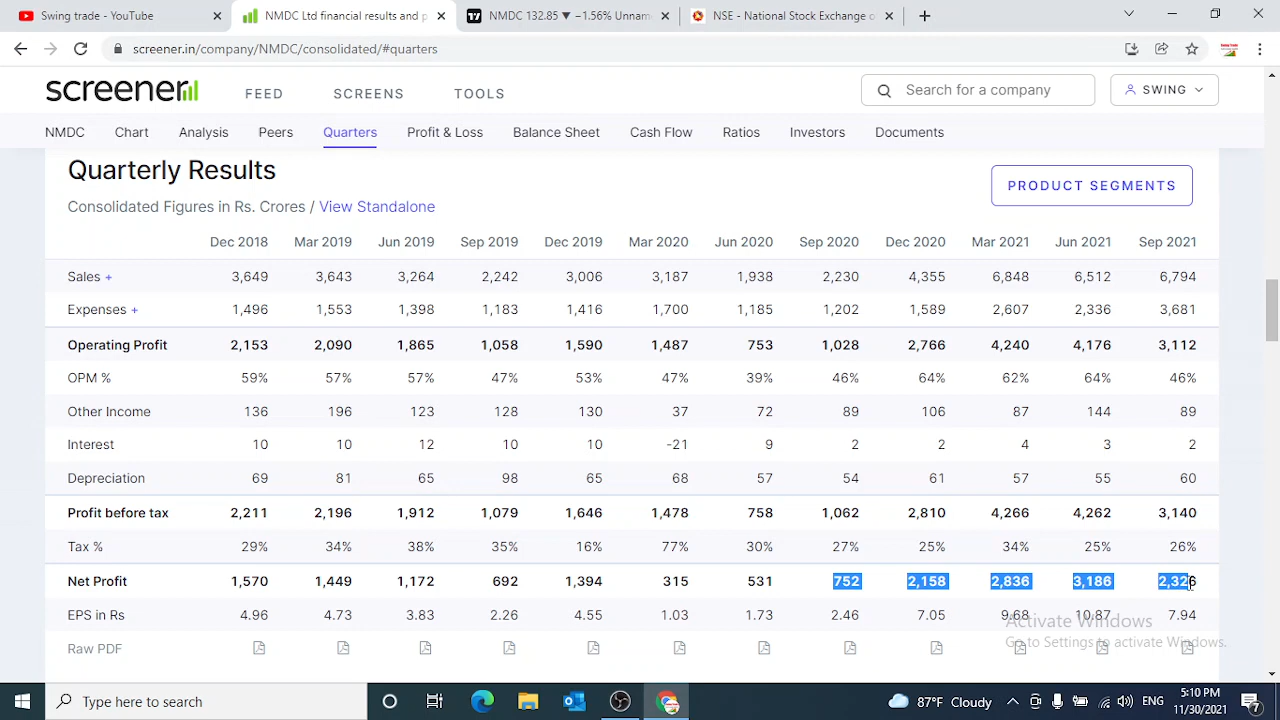 Swing trade - YouTube × NMDC Ltd financial results and p × NMDC 132.85 ▼ −1.56% Unnam × NSE - National Stock Exchange o × +
screener.in/company/NMDC/consolidated/#quarters
screener FEED SCREENS TOOLS Search for a company SWING
NMDC Chart Analysis Peers Quarters Profit & Loss Balance Sheet Cash Flow Ratios Investors Documents
Quarterly Results
PRODUCT SEGMENTS
Consolidated Figures in Rs. Crores / View Standalone
Dec 2018 Mar 2019 Jun 2019 Sep 2019 Dec 2019 Mar 2020 Jun 2020 Sep 2020 Dec 2020 Mar 2021 Jun 2021 Sep 2021
Sales + 3,649 3,643 3,264 2,242 3,006 3,187 1,938 2,230 4,355 6,848 6,512 6,794
Expenses + 1,496 1,553 1,398 1,183 1,416 1,700 1,185 1,202 1,589 2,607 2,336 3,681
Operating Profit 2,153 2,090 1,865 1,058 1,590 1,487 753 1,028 2,766 4,240 4,176 3,112
OPM % 59% 57% 57% 47% 53% 47% 39% 46% 64% 62% 64% 46%
Other Income 136 196 123 128 130 37 72 89 106 87 144 89
Interest 10 10 12 10 10 -21 9 2 2 4 3 2
Depreciation 69 81 65 98 65 68 57 54 61 57 55 60
Profit before tax 2,211 2,196 1,912 1,079 1,646 1,478 758 1,062 2,810 4,266 4,262 3,140
Tax % 29% 34% 38% 35% 16% 77% 30% 27% 25% 34% 25% 26%
Net Profit 1,570 1,449 1,172 692 1,394 315 531 752 2,158 2,836 3,186 2,326
EPS in Rs 4.96 4.73 3.83 2.26 4.55 1.03 1.73 2.46 7.05 9.68 10.87 7.94
Activate Windows
Go to Settings to activate Windows.
Raw PDF
Type here to search 87°F Cloudy ENG 5:10 PM
11/30/2021 7